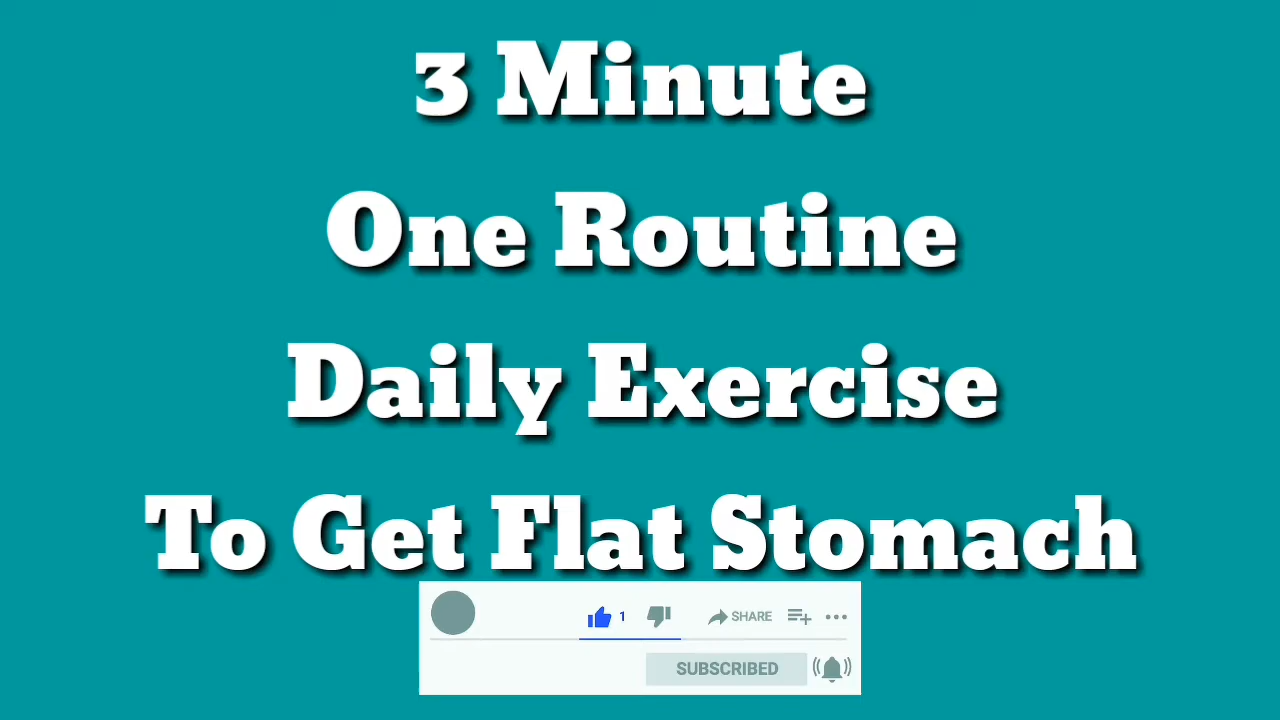 3 Minute
One Routine
Daily Exercise
To Get Flat Stomach
1 SHARE
SUBSCRIBED